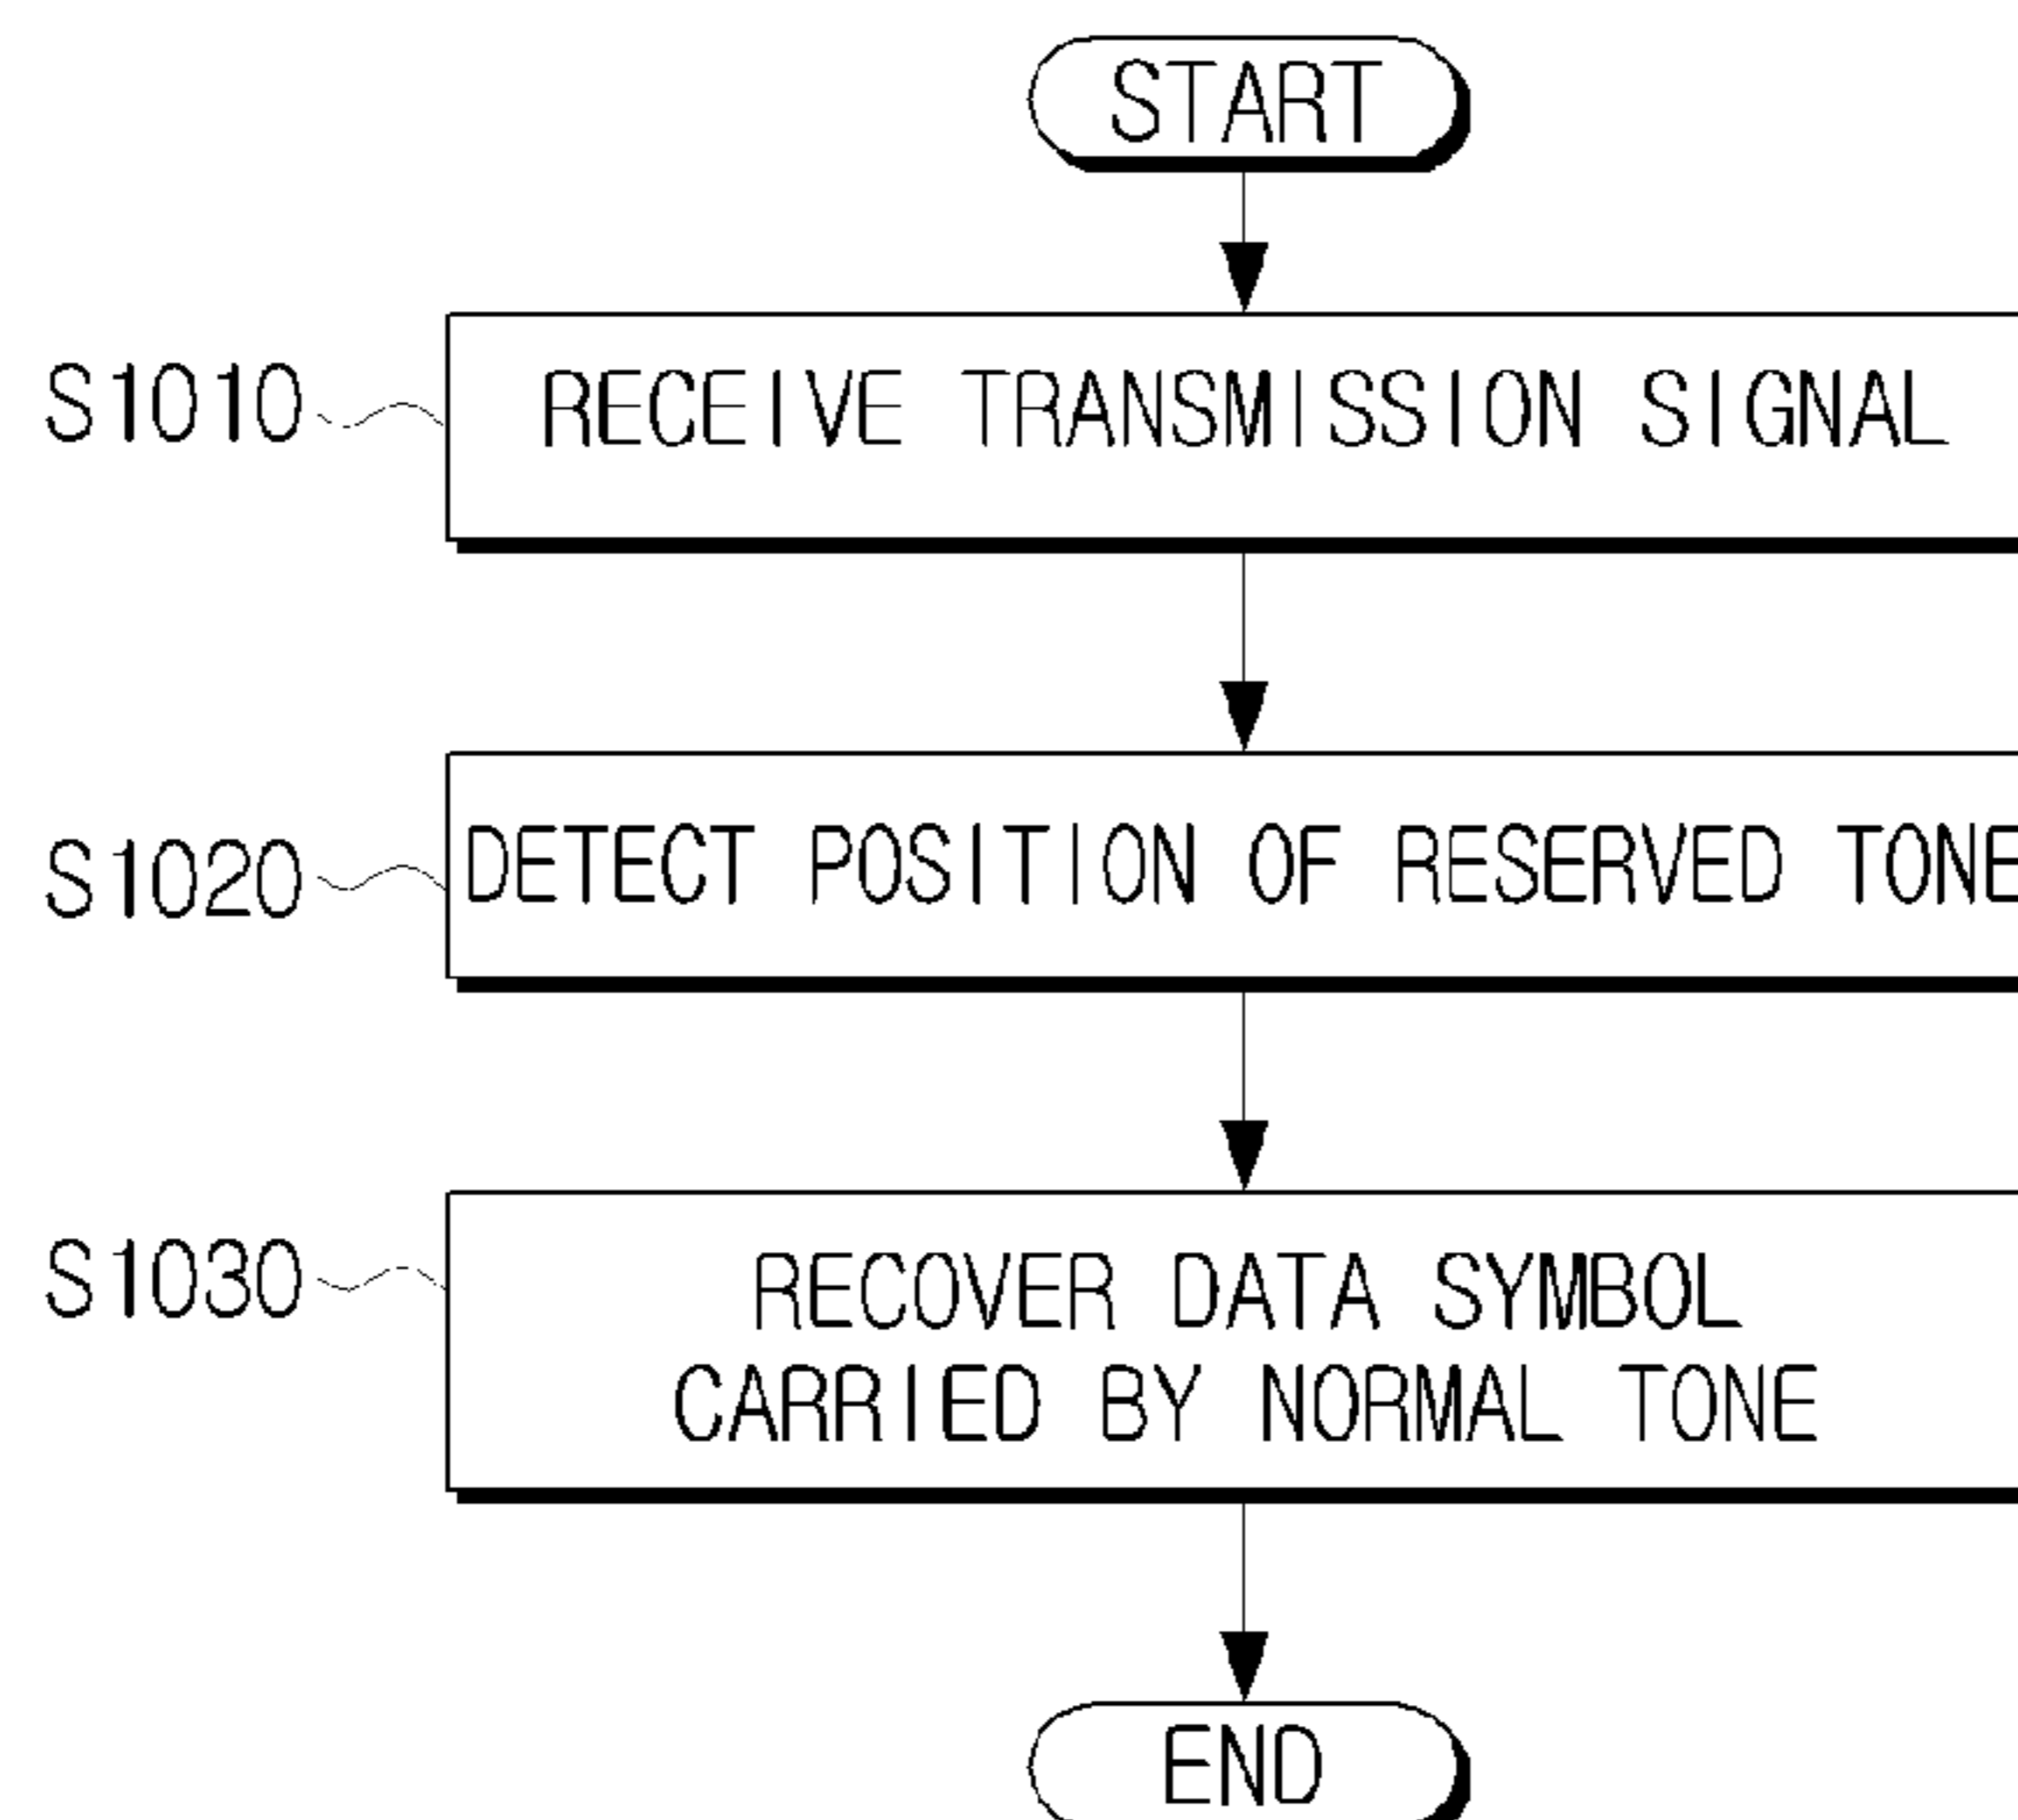 START
S1010
RECEIVE TRANSMISSION SIGNAL
S1020
DETECT POSITION OF RESERVED TONE
S1030
RECOVER DATA SYMBOL
CARRIED BY NORMAL TONE
END